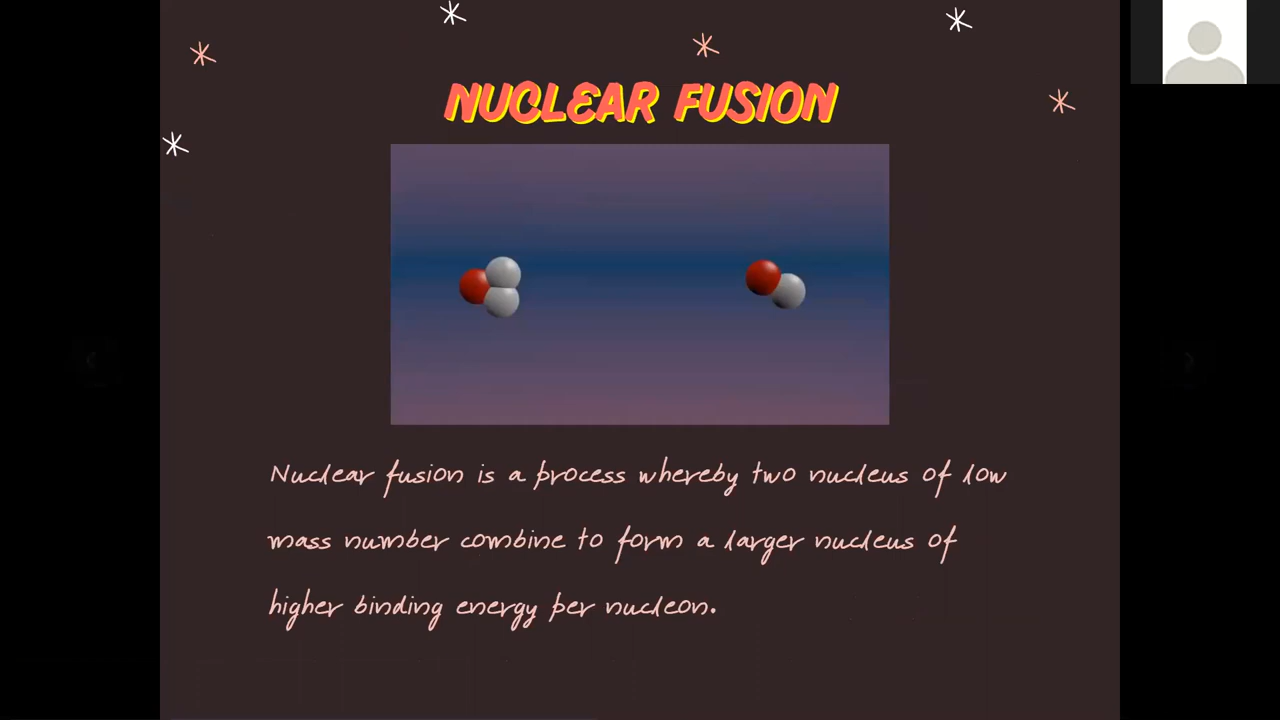 NUCLEAR FUSION
Nuclear fusion is a process whereby two nucleus of low
mass number combine to form a larger nucleus of
higher binding energy per nucleon.